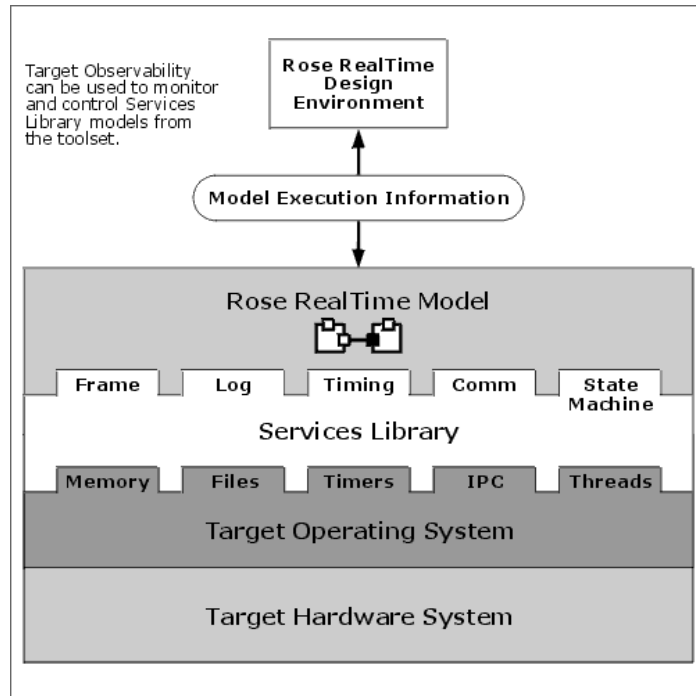 Target Observability
can be used to monitor
and control Services
Library models from
the toolset.
Rose RealTime
Design
Environment
Model Execution Information
Rose RealTime Model
Frame
Log
Timing
Comm
State
Machine
Services Library
Memory
Files
Timers
IPC
Threads
Target Operating System
Target Hardware System